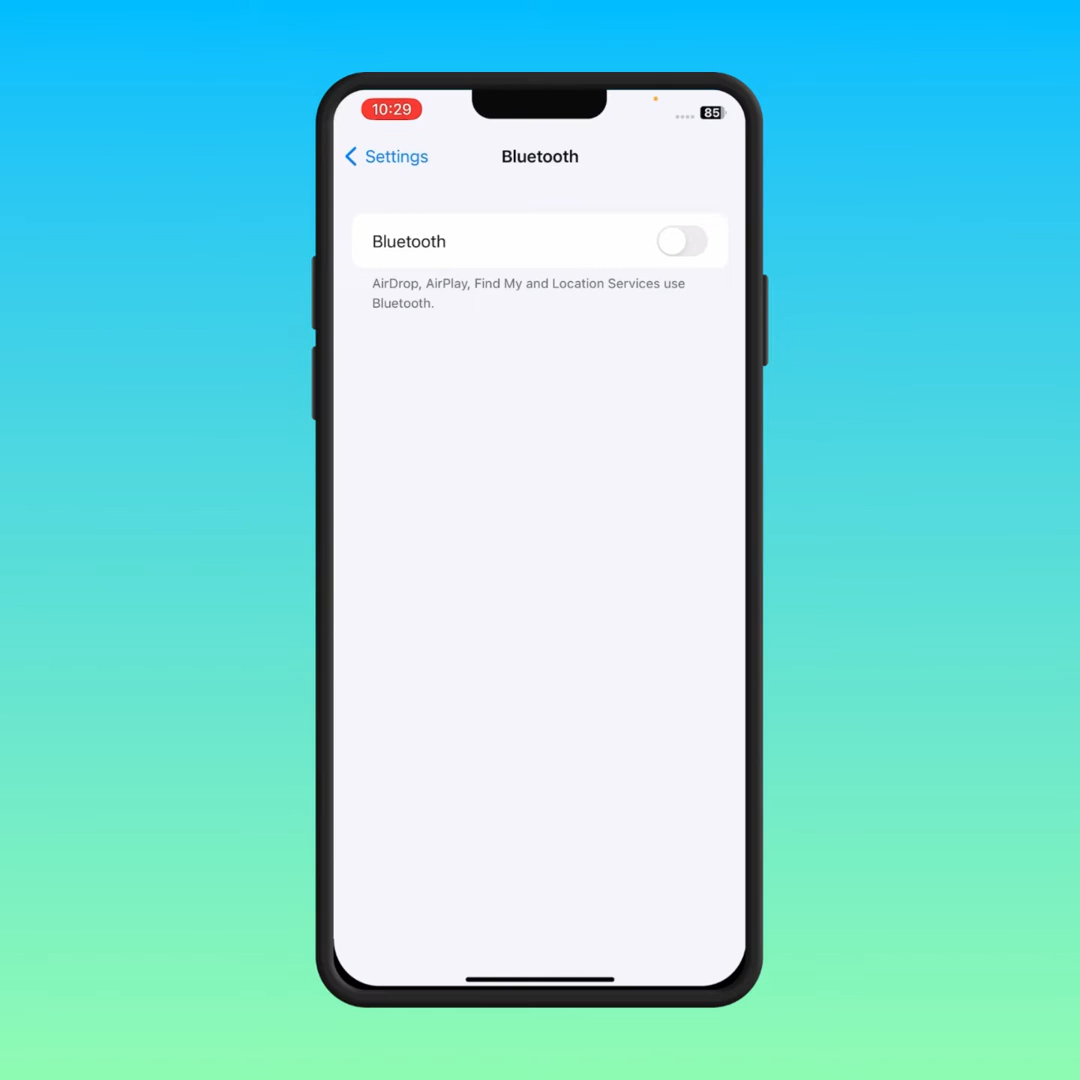 10:29
85
Settings
Bluetooth
Bluetooth
AirDrop, AirPlay, Find My and Location Services use
Bluetooth.